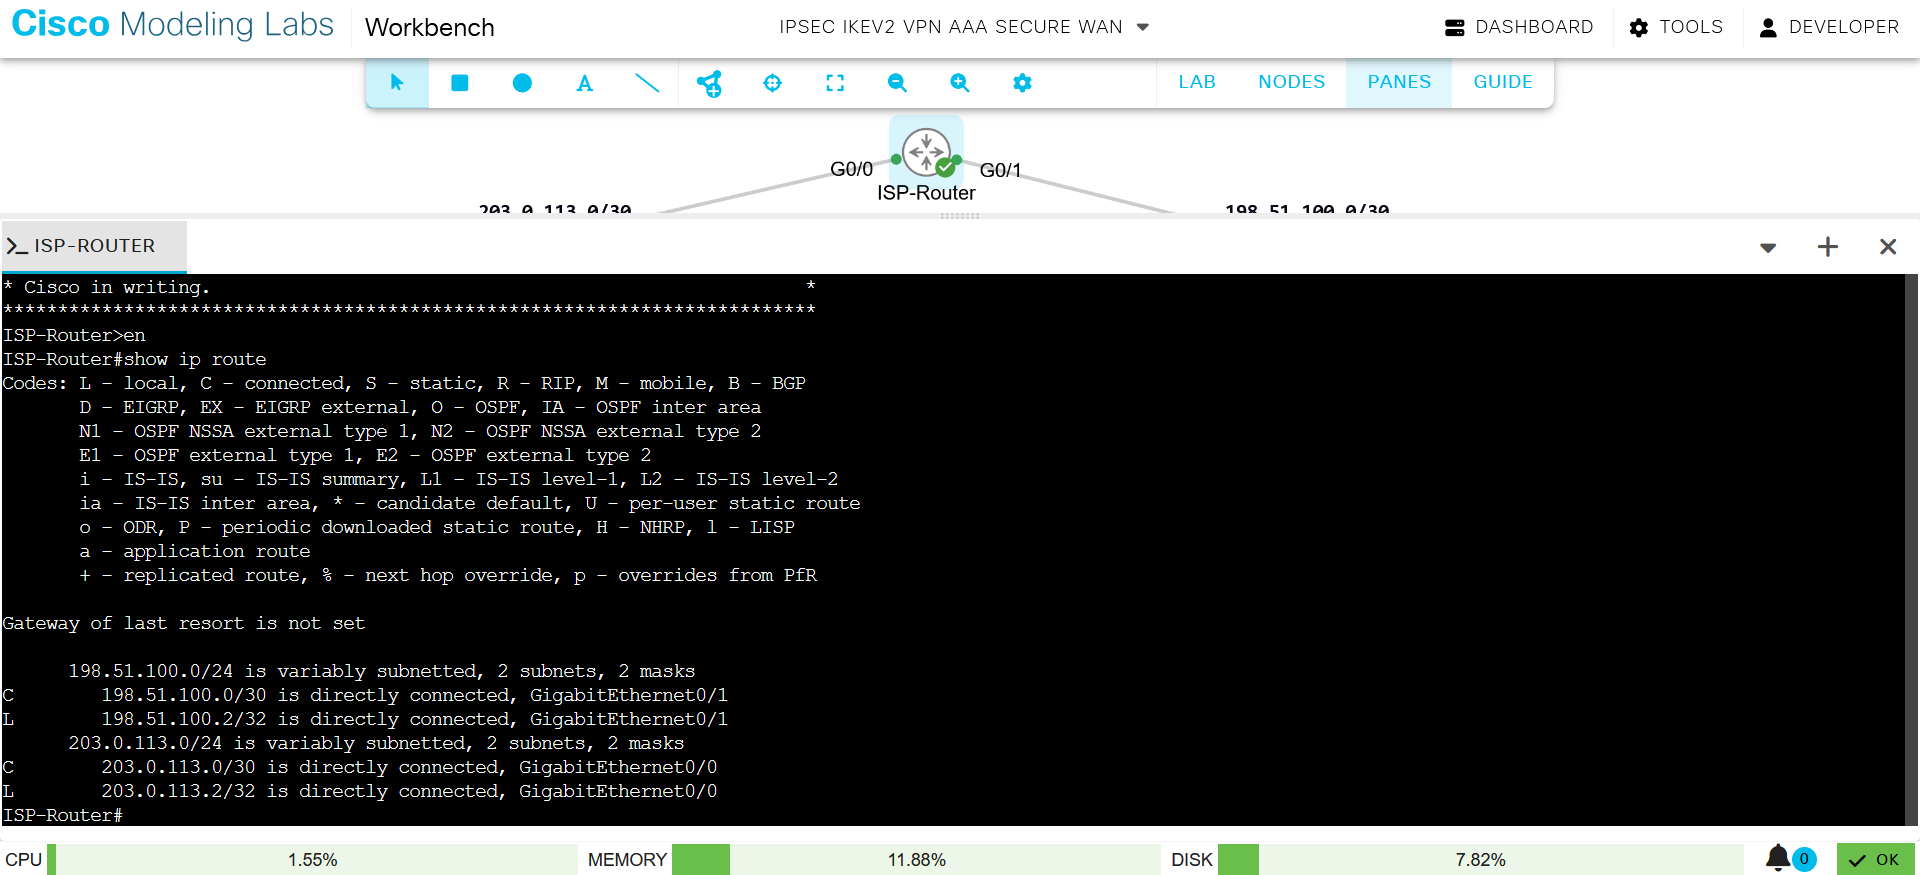 Cisco Modeling Labs Workbench IPSEC IKEV2 VPN AAA SECURE WAN DASHBOARD TOOLS DEVELOPER
A LAB NODES PANES GUIDE
G0/0 G0/1
ISP-Router
203.0.113.0/30 198.51.100.0/30
>_ ISP-ROUTER
* Cisco in writing. *
**************************************************************************
ISP-Router>en
ISP-Router#show ip route
Codes: L - local, C - connected, S - static, R - RIP, M - mobile, B - BGP
D - EIGRP, EX - EIGRP external, O - OSPF, IA - OSPF inter area
N1 - OSPF NSSA external type 1, N2 - OSPF NSSA external type 2
E1 - OSPF external type 1, E2 - OSPF external type 2
i - IS-IS, su - IS-IS summary, L1 - IS-IS level-1, L2 - IS-IS level-2
ia - IS-IS inter area, * - candidate default, U - per-user static route
o - ODR, P - periodic downloaded static route, H - NHRP, l - LISP
a - application route
+ - replicated route, % - next hop override, p - overrides from PfR
Gateway of last resort is not set
198.51.100.0/24 is variably subnetted, 2 subnets, 2 masks
C 198.51.100.0/30 is directly connected, GigabitEthernet0/1
L 198.51.100.2/32 is directly connected, GigabitEthernet0/1
203.0.113.0/24 is variably subnetted, 2 subnets, 2 masks
C 203.0.113.0/30 is directly connected, GigabitEthernet0/0
L 203.0.113.2/32 is directly connected, GigabitEthernet0/0
ISP-Router#
CPU 1.55% MEMORY 11.88% DISK 7.82% 0 OK